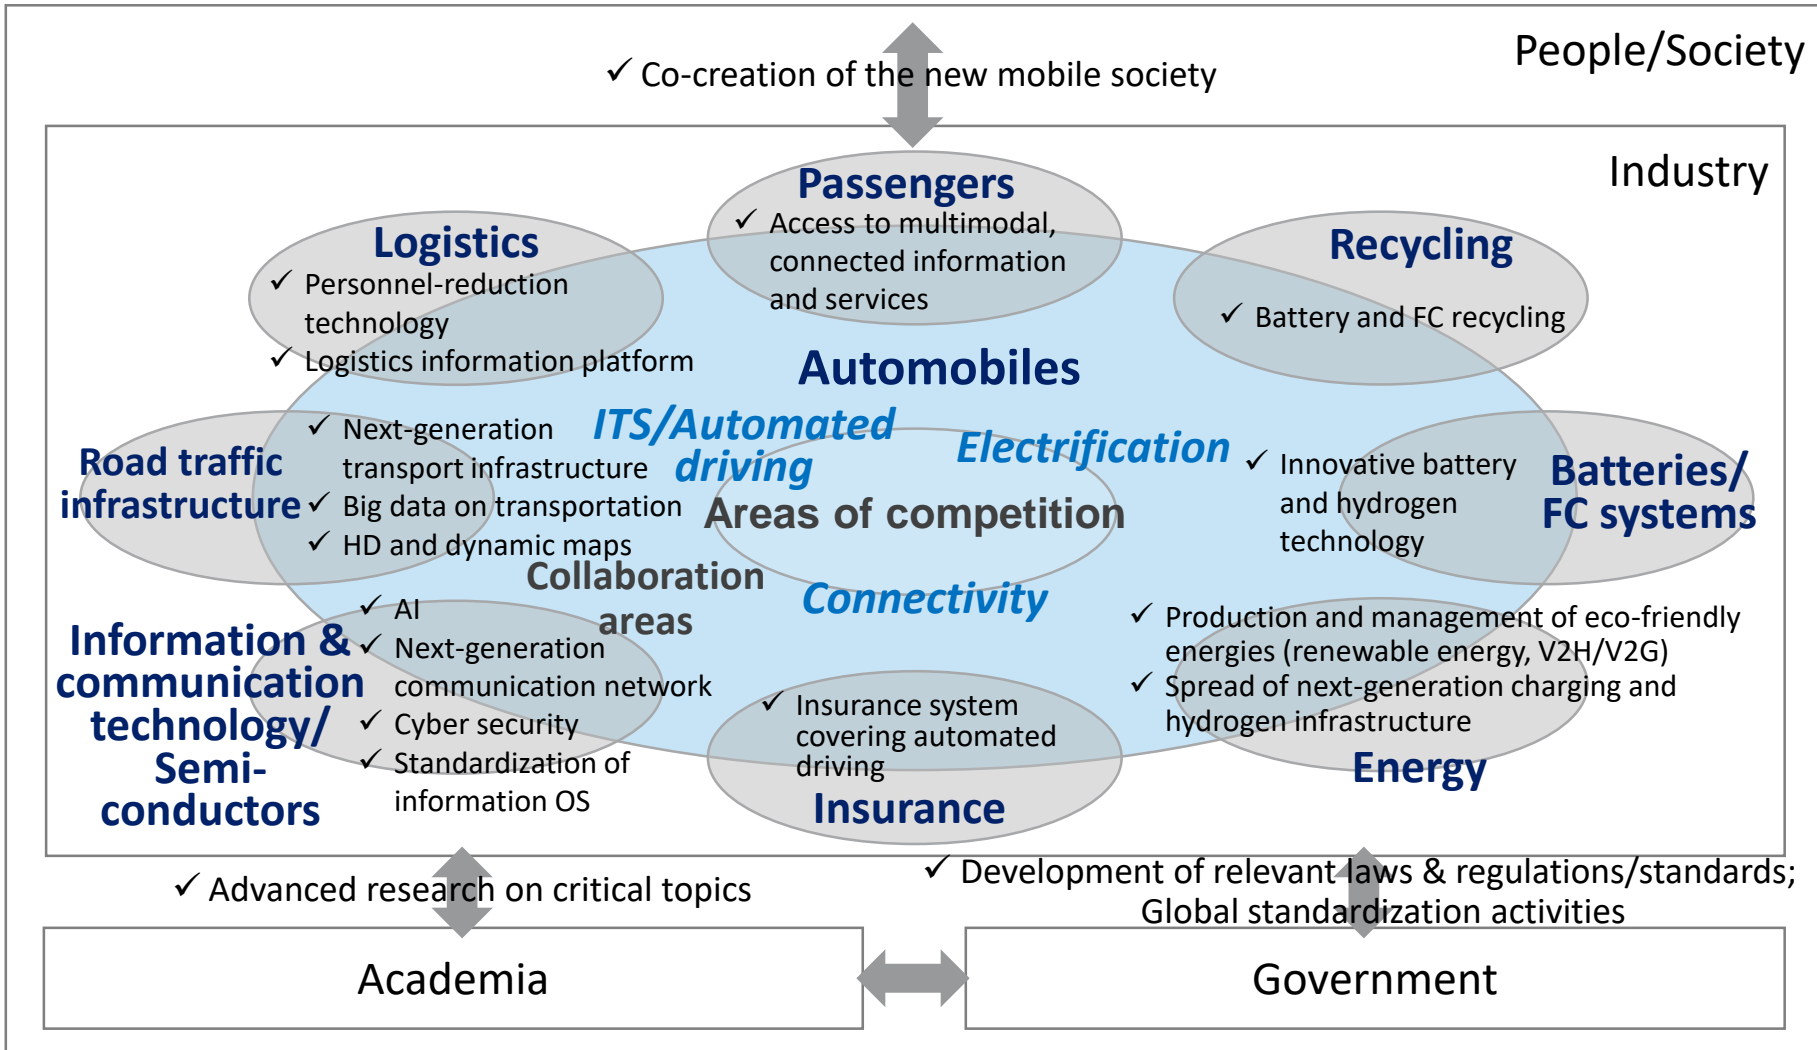 People/Society
✓ Co-creation of the new mobile society
Industry
Passengers
✓ Access to multimodal,
connected information
and services
Logistics
✓ Personnel-reduction
technology
✓ Logistics information platform
Recycling
✓ Battery and FC recycling
Automobiles
ITS/Automated
driving
Electrification
Areas of competition
Connectivity
Collaboration
areas
Road traffic
infrastructure
✓ Next-generation
transport infrastructure
✓ Big data on transportation
✓ HD and dynamic maps
✓ Innovative battery
and hydrogen
technology
Batteries/
FC systems
Information &
communication
technology/
Semi-
conductors
✓ AI
✓ Next-generation
communication network
✓ Cyber security
✓ Standardization of
information OS
✓ Insurance system
covering automated
driving
Insurance
✓ Production and management of eco-friendly
energies (renewable energy, V2H/V2G)
✓ Spread of next-generation charging and
hydrogen infrastructure
Energy
✓ Advanced research on critical topics
✓ Development of relevant laws & regulations/standards;
Global standardization activities
Academia
Government